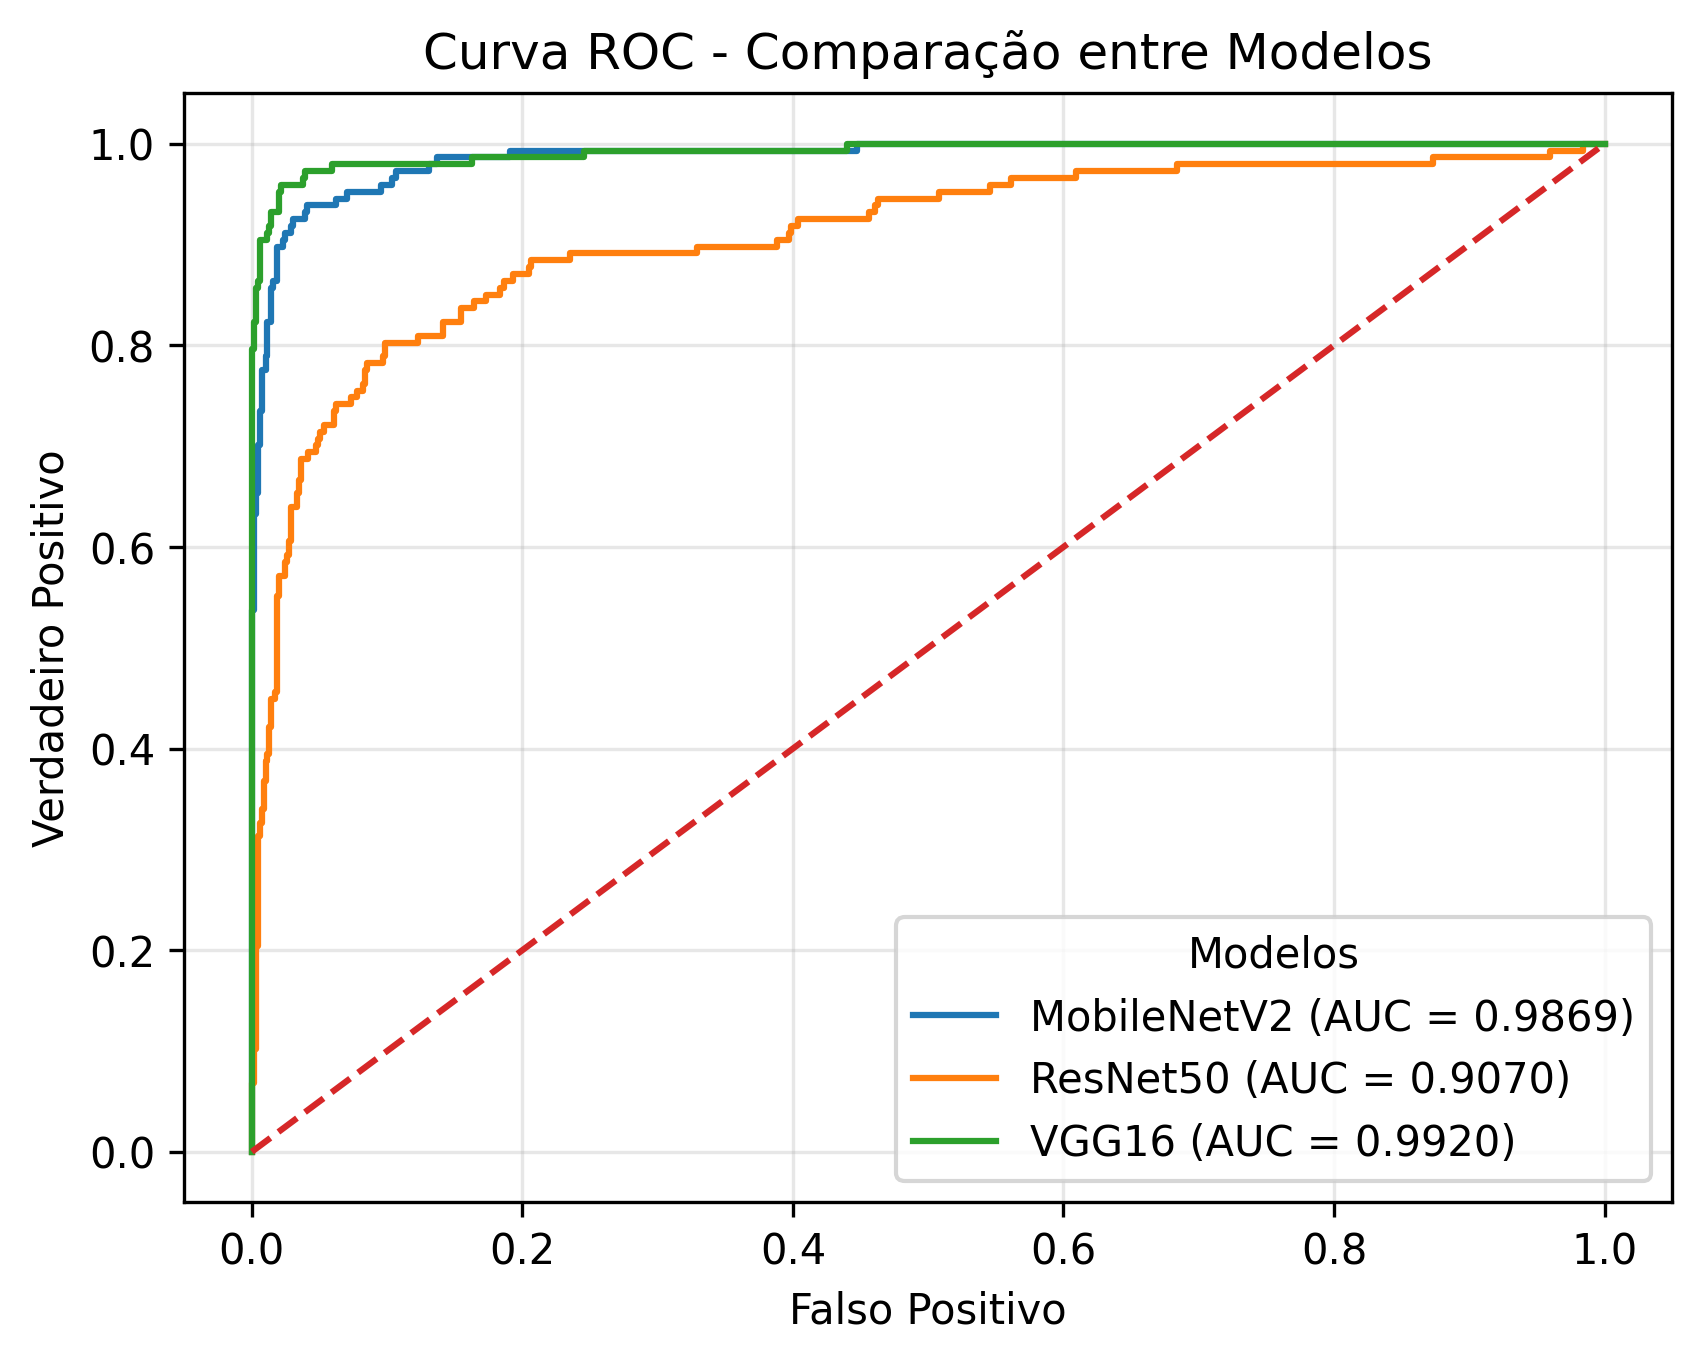 Curva ROC - Comparação entre Modelos
Verdadeiro Positivo
1.0
0.8
0.6
0.4
0.2
0.0
Modelos
MobileNetV2 (AUC = 0.9869)
ResNet50 (AUC = 0.9070)
VGG16 (AUC = 0.9920)
0.0 0.2 0.4 0.6 0.8 1.0
Falso Positivo